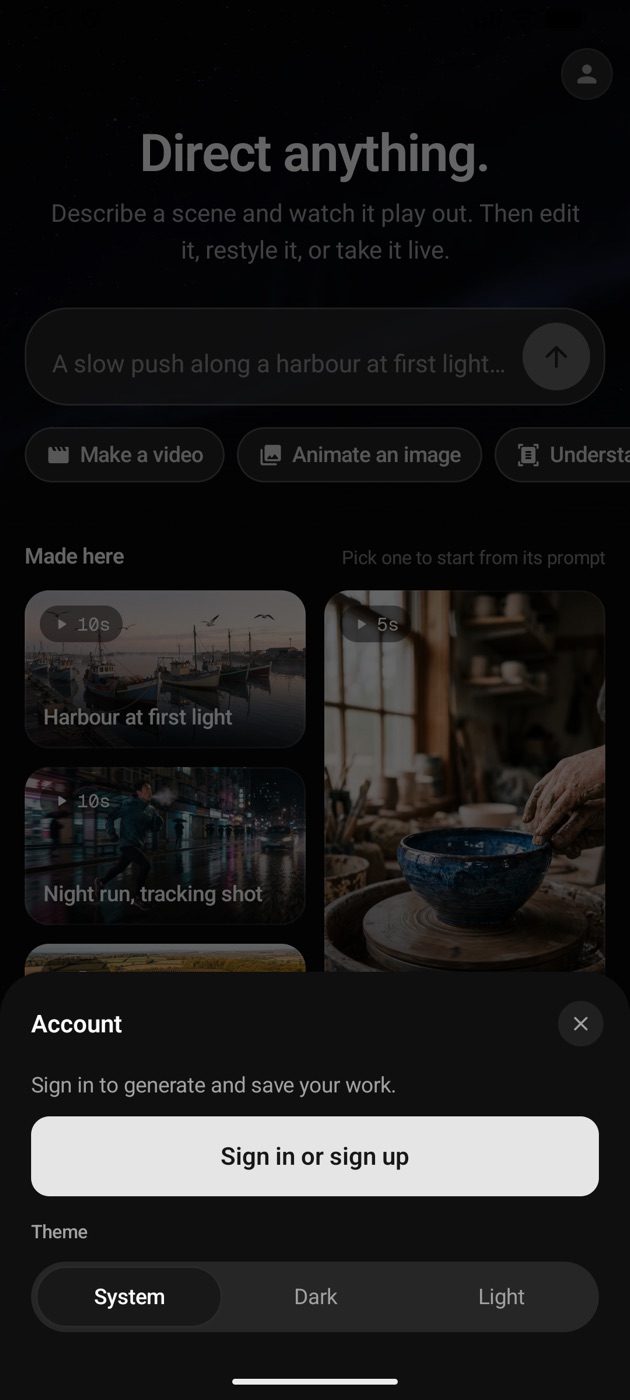 Direct anything.
Describe a scene and watch it play out. Then edit
it, restyle it, or take it live.
A slow push along a harbour at first light...
Make a video
Animate an image
Understa
Made here
Pick one to start from its prompt
10s
Harbour at first light
5s
10s
Night run, tracking shot
Account
Sign in to generate and save your work.
Sign in or sign up
Theme
System
Dark
Light